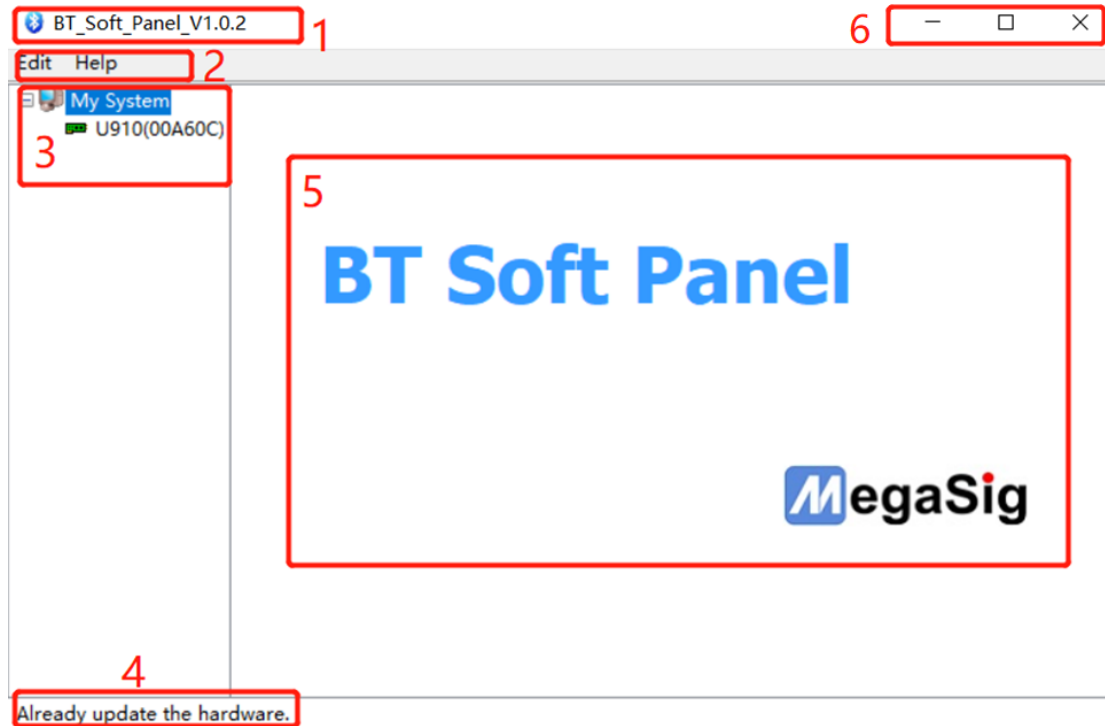 BT_Soft_Panel_V1.0.2
1
6
Edit Help
2
My System
U910(00A60C)
3
5
BT Soft Panel
MegaSig
4
Already update the hardware.